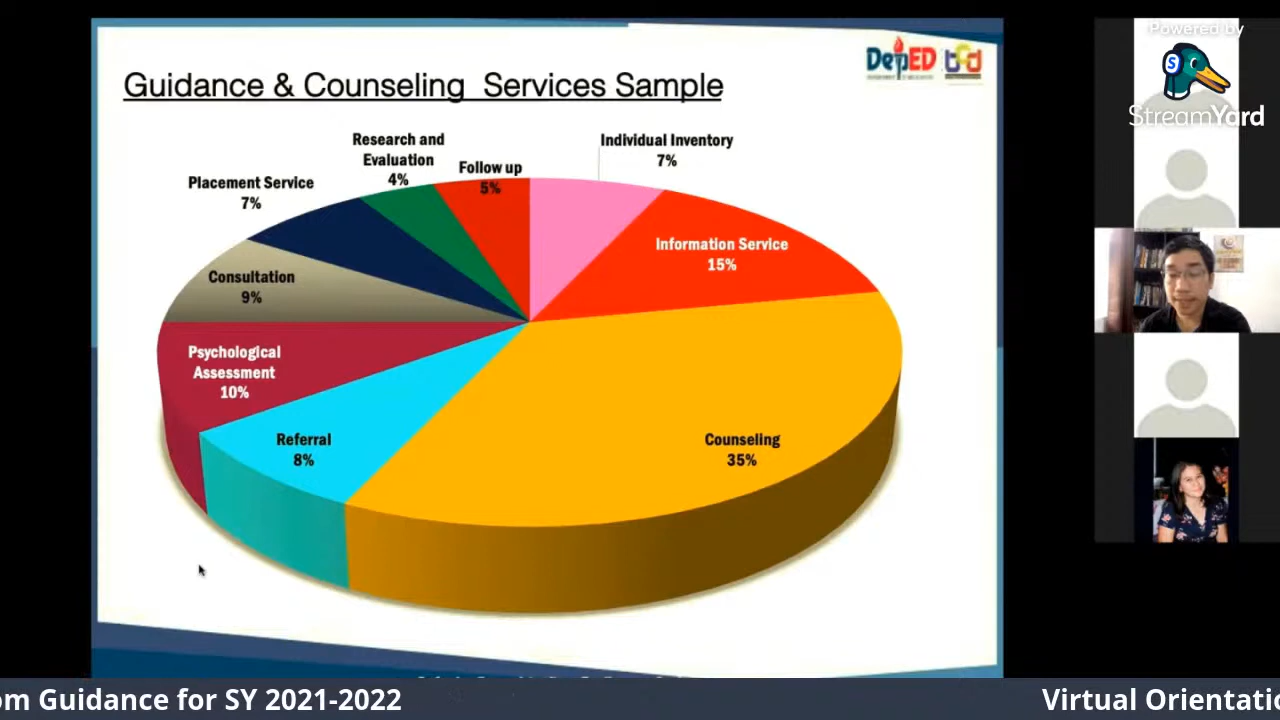 Guidance & Counseling Services Sample
DepED
Powered by
S
StreamYard
Research and
Evaluation
4%
Follow up
5%
Individual Inventory
7%
Placement Service
7%
Information Service
15%
Consultation
9%
Psychological
Assessment
10%
Referral
8%
Counseling
35%
om Guidance for SY 2021-2022
Virtual Orientatio